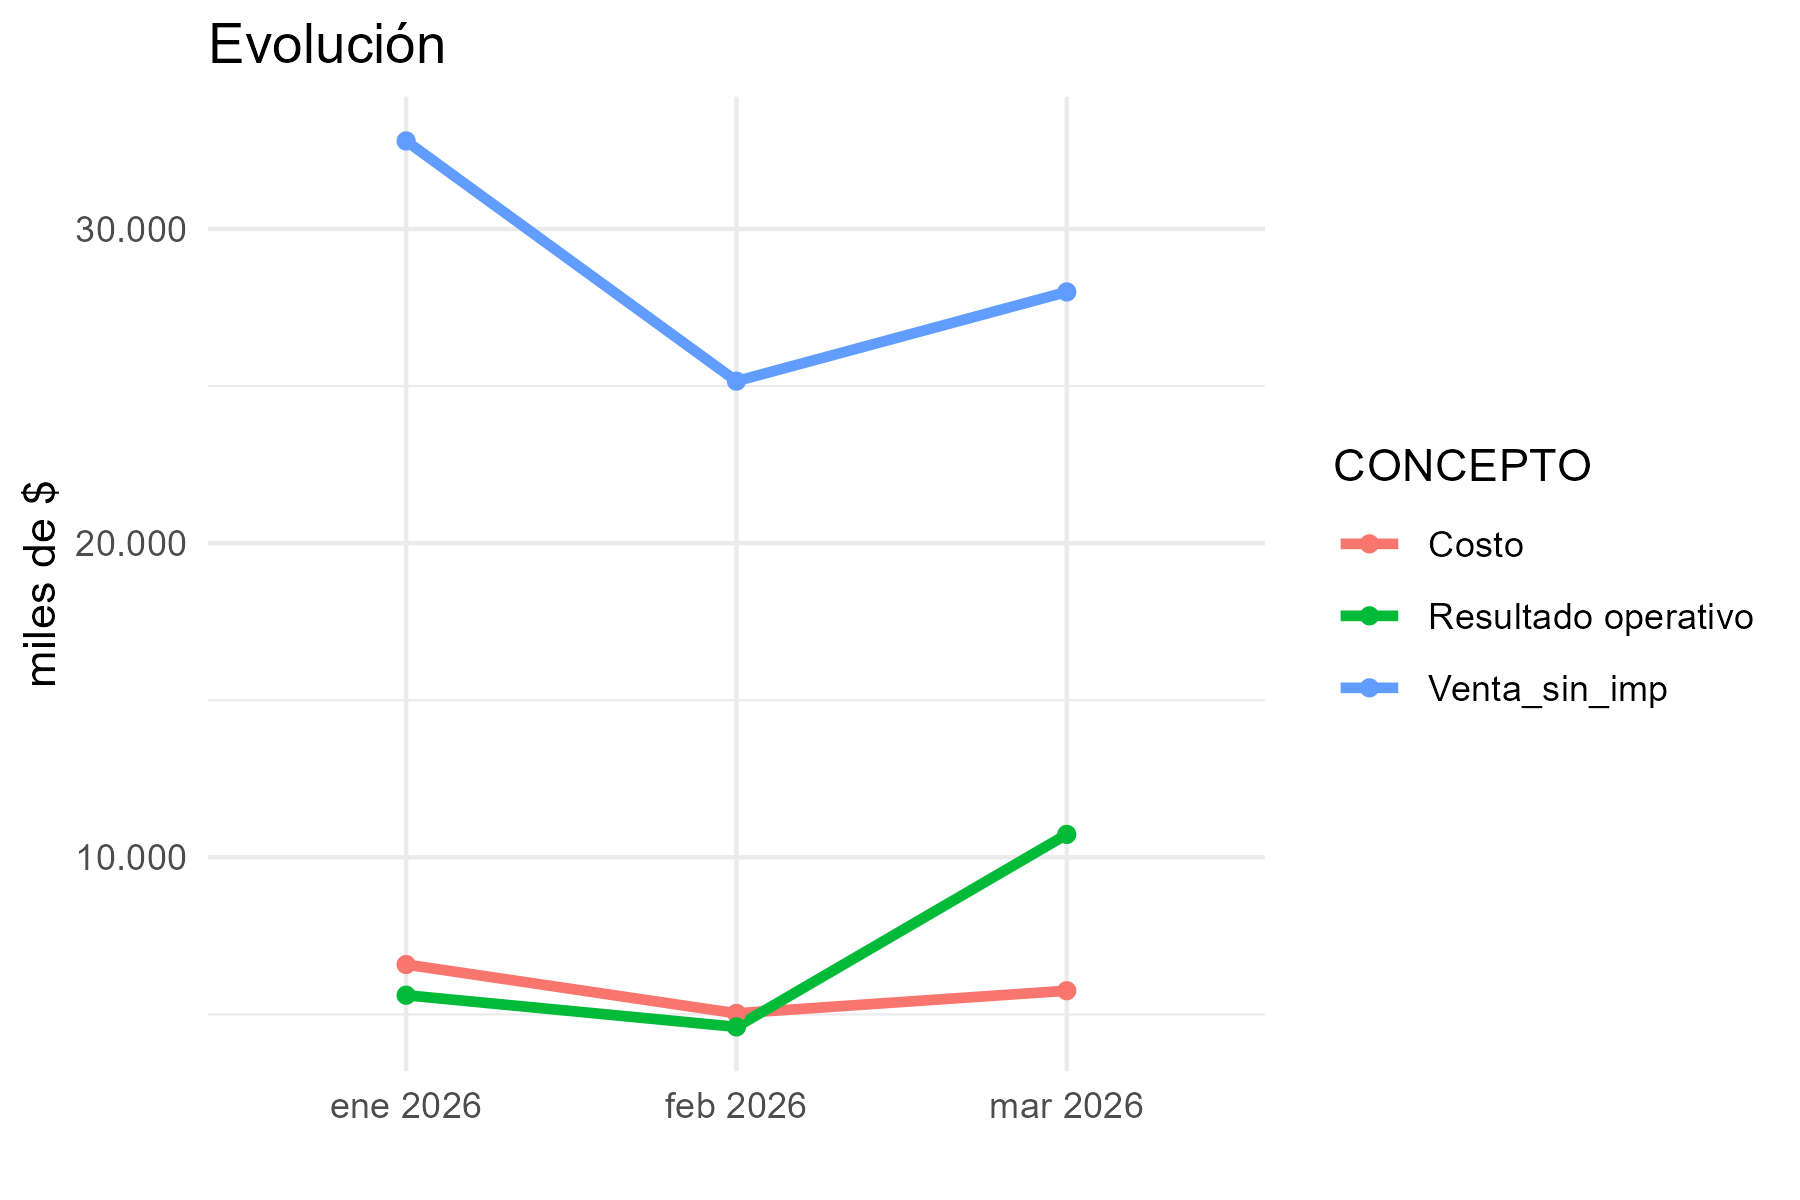 Evolución
miles de $
30.000
20.000
10.000
ene 2026
feb 2026
mar 2026
CONCEPTO
Costo
Resultado operativo
Venta_sin_imp